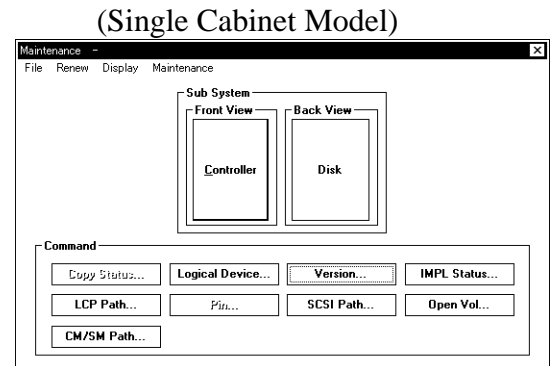 (Single Cabinet Model)
Maintenance -
File Renew Display Maintenance
Sub System
Front View Back View
Controller Disk
Command
Copy Status... Logical Device... Version... IMPL Status...
LCP Path... Pin... SCSI Path... Open Vol...
CM/SM Path...